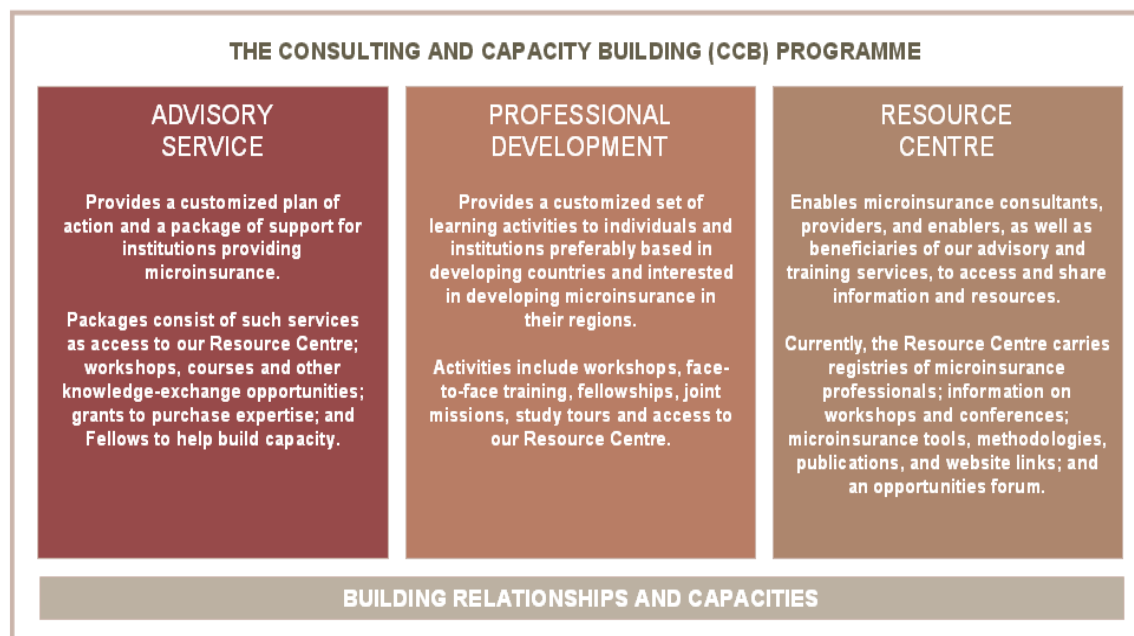 THE CONSULTING AND CAPACITY BUILDING (CCB) PROGRAMME
ADVISORY
SERVICE
Provides a customized plan of
action and a package of support for
institutions providing
microinsurance.
Packages consist of such services
as access to our Resource Centre;
workshops, courses and other
knowledge-exchange opportunities;
grants to purchase expertise; and
Fellows to help build capacity.
PROFESSIONAL
DEVELOPMENT
Provides a customized set of
learning activities to individuals and
institutions preferably based in
developing countries and interested
in developing microinsurance in
their regions.
Activities include workshops, face-
to-face training, fellowships, joint
missions, study tours and access to
our Resource Centre.
RESOURCE
CENTRE
Enables microinsurance consultants,
providers, and enablers, as well as
beneficiaries of our advisory and
training services, to access and share
information and resources.
Currently, the Resource Centre carries
registries of microinsurance
professionals; information on
workshops and conferences;
microinsurance tools, methodologies,
publications, and website links; and
an opportunities forum.
BUILDING RELATIONSHIPS AND CAPACITIES